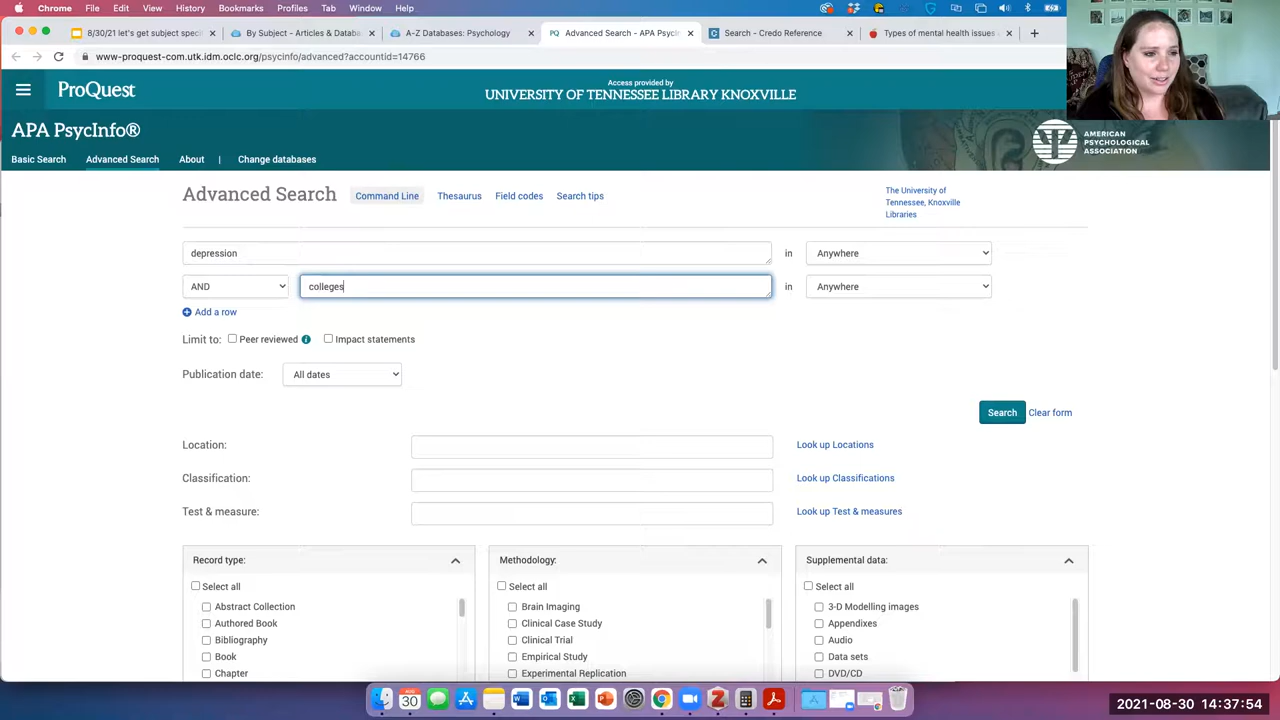 Chrome File Edit View History Bookmarks Profiles Tab Window Help
8/30/21 let's get subject spec
By Subject - Articles & Databa
A-Z Databases: Psychology
PQ Advanced Search - APA PsycIn
Search - Credo Reference
Types of mental health issues
www-proquest-com.utk.idm.oclc.org/psycinfo/advanced?accountid=14766
ProQuest
Access provided by
UNIVERSITY OF TENNESSEE LIBRARY KNOXVILLE
APA PsycInfo®
AMERICAN
PSYCHOLOGICAL
ASSOCIATION
Basic Search Advanced Search About | Change databases
Advanced Search Command Line Thesaurus Field codes Search tips
The University of
Tennessee, Knoxville
Libraries
depression in Anywhere
AND colleges in Anywhere
Add a row
Limit to: Peer reviewed Impact statements
Publication date: All dates
Search Clear form
Location: Look up Locations
Classification: Look up Classifications
Test & measure: Look up Test & measures
Record type: Methodology: Supplemental data:
Select all Select all Select all
Abstract Collection Brain Imaging 3-D Modelling images
Authored Book Clinical Case Study Appendixes
Bibliography Clinical Trial Audio
Book Empirical Study Data sets
Chapter Experimental Replication DVD/CD
AUG
30
2021-08-30 14:37:54